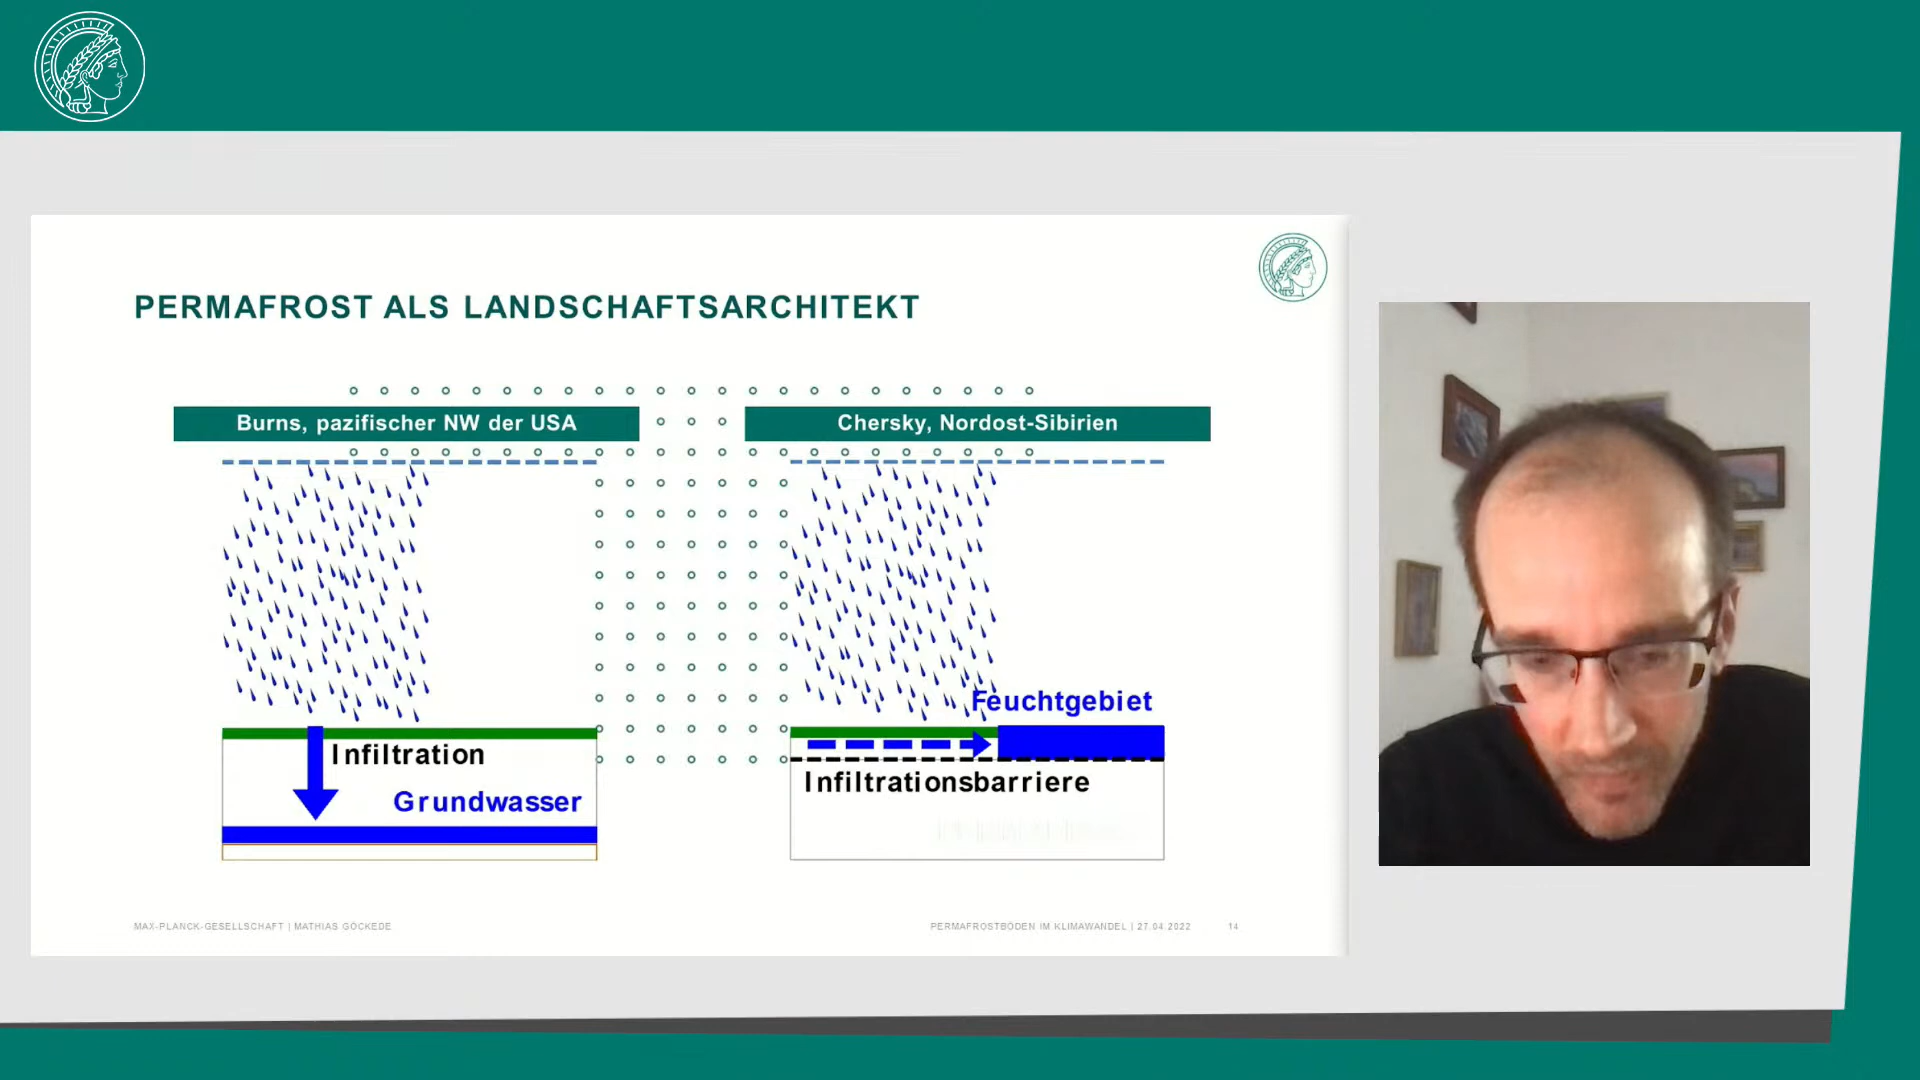 PERMAFROST ALS LANDSCHAFTSARCHITEKT
Burns, pazifischer NW der USA
Chersky, Nordost-Sibirien
Feuchtgebiet
Infiltration
Grundwasser
Infiltrationsbarriere
MAX-PLANCK-GESELLSCHAFT | MATHIAS GÖCKEDE
PERMAFROSTBÖDEN IM KLIMAWANDEL | 27.04.2022
14